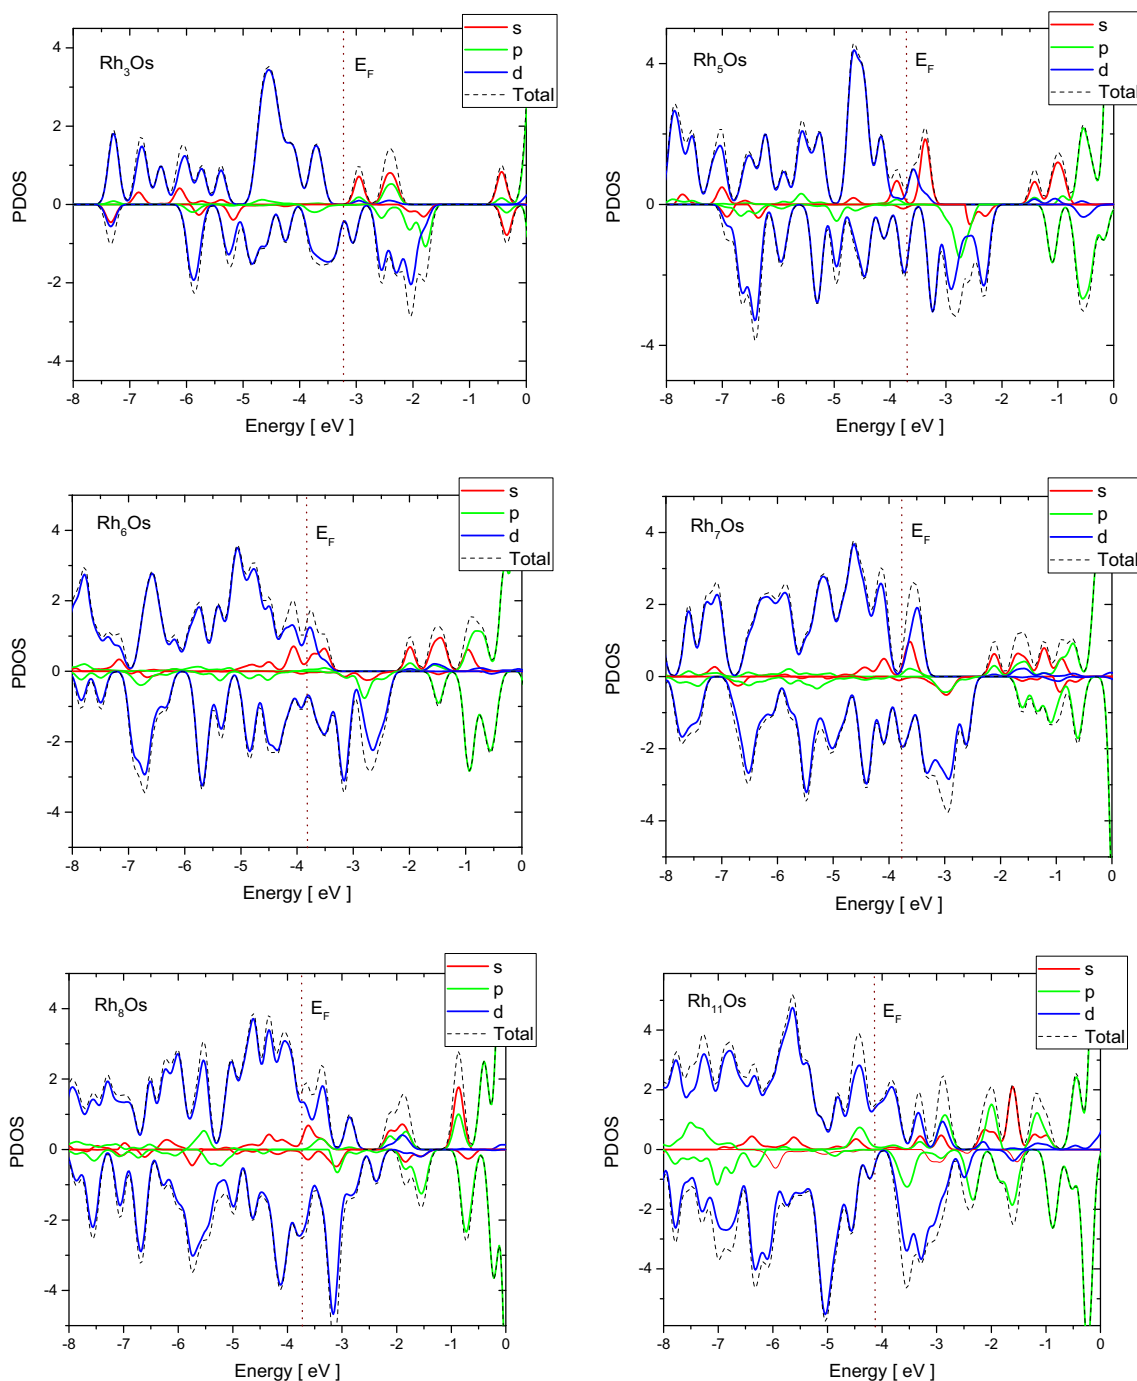 Rh3Os
EF
s
p
d
Total
PDOS
4
2
0
-2
-4
-8 -7 -6 -5 -4 -3 -2 -1 0
Energy [ eV ]
Rh5Os
EF
s
p
d
Total
PDOS
4
0
-4
-8 -7 -6 -5 -4 -3 -2 -1 0
Energy [ eV ]
Rh6Os
EF
s
p
d
Total
PDOS
4
2
0
-2
-4
-8 -7 -6 -5 -4 -3 -2 -1 0
Energy [ eV ]
Rh7Os
EF
s
p
d
Total
PDOS
4
2
0
-2
-4
-8 -7 -6 -5 -4 -3 -2 -1 0
Energy [ eV ]
Rh8Os
EF
s
p
d
Total
PDOS
4
2
0
-2
-4
-8 -7 -6 -5 -4 -3 -2 -1 0
Energy [ eV ]
Rh11Os
EF
s
p
d
Total
PDOS
4
2
0
-2
-4
-8 -7 -6 -5 -4 -3 -2 -1 0
Energy [ eV ]